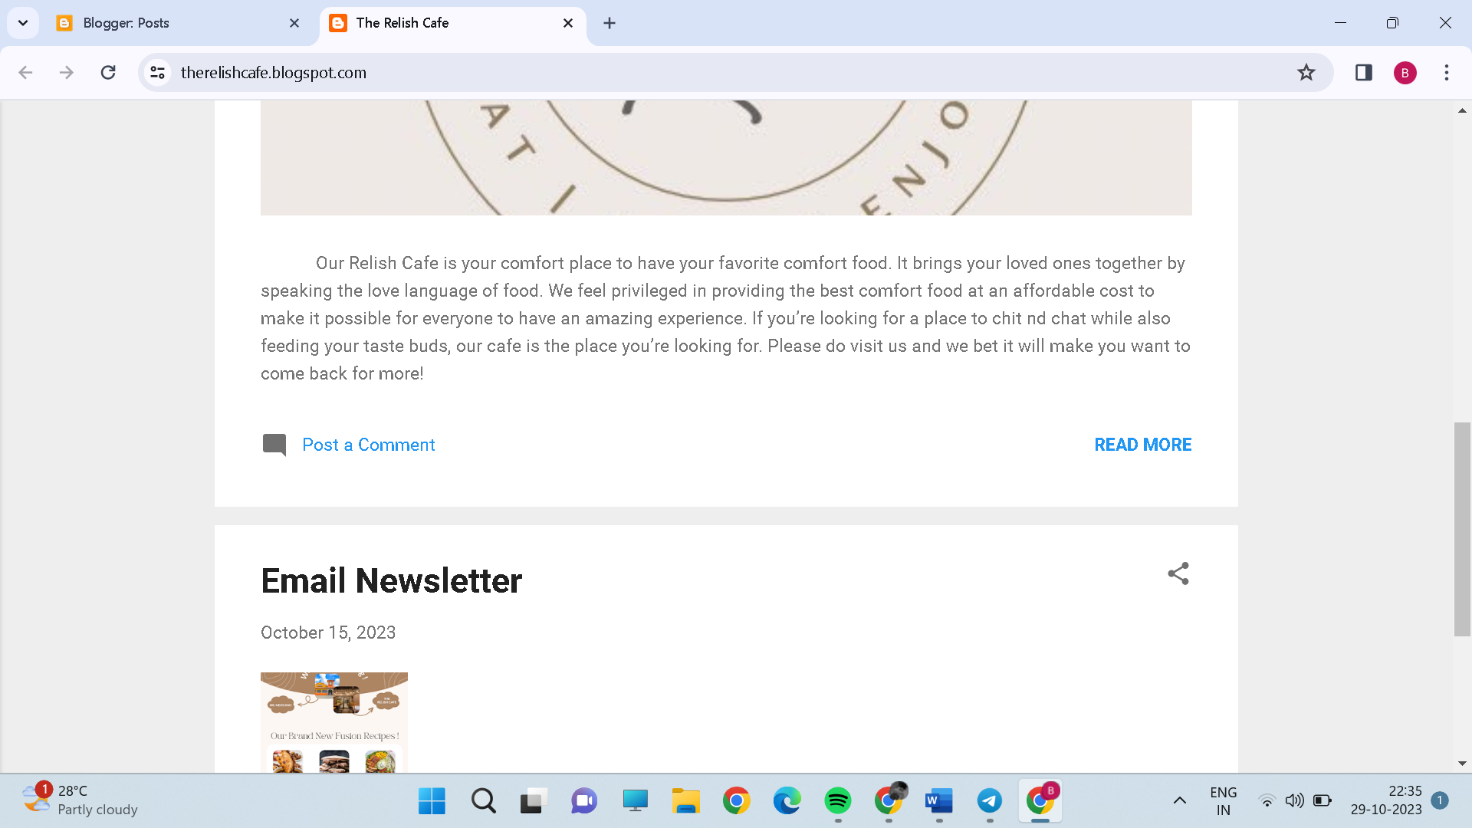 Blogger: Posts
The Relish Cafe
therelishcafe.blogspot.com
B
EAT I
ENJO
Our Relish Cafe is your comfort place to have your favorite comfort food. It brings your loved ones together by
speaking the love language of food. We feel privileged in providing the best comfort food at an affordable cost to
make it possible for everyone to have an amazing experience. If you’re looking for a place to chit nd chat while also
feeding your taste buds, our cafe is the place you’re looking for. Please do visit us and we bet it will make you want to
come back for more!
Post a Comment
READ MORE
Email Newsletter
October 15, 2023
Our Brand New Fusion Recipes !
1
28°C
Partly cloudy
W
B
ENG
IN
22:35
29-10-2023
1